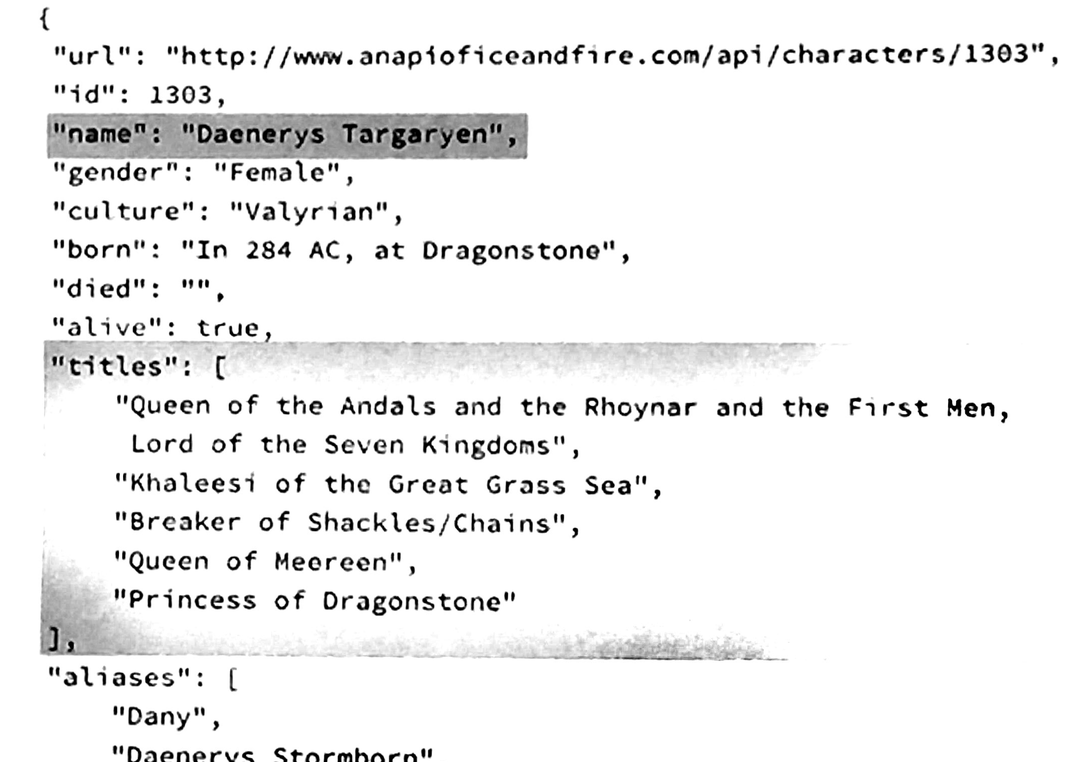 {
"url": "http://www.anapioficeandfire.com/api/characters/1303",
"id": 1303,
"name": "Daenerys Targaryen",
"gender": "Female",
"culture": "Valyrian",
"born": "In 284 AC, at Dragonstone",
"died": "",
"alive": true,
"titles": [
"Queen of the Andals and the Rhoynar and the First Men,
Lord of the Seven Kingdoms",
"Khaleesi of the Great Grass Sea",
"Breaker of Shackles/Chains",
"Queen of Meereen",
"Princess of Dragonstone"
],
"aliases": [
"Dany",
"Daenerys Stormborn"